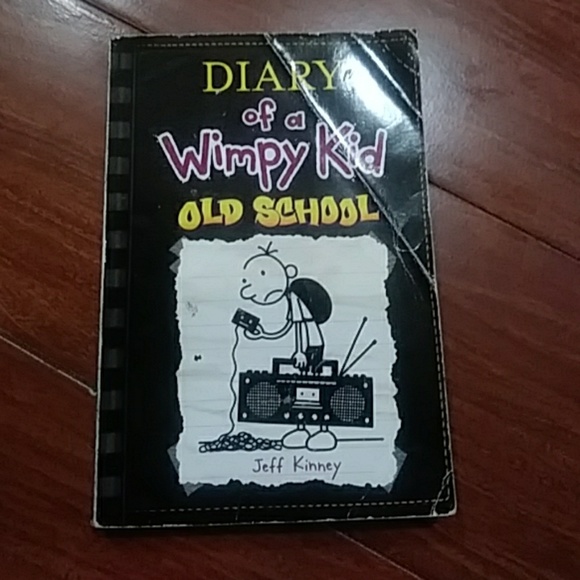 DIARY
of a
Wimpy Kid
OLD SCHOOL
Jeff Kinney